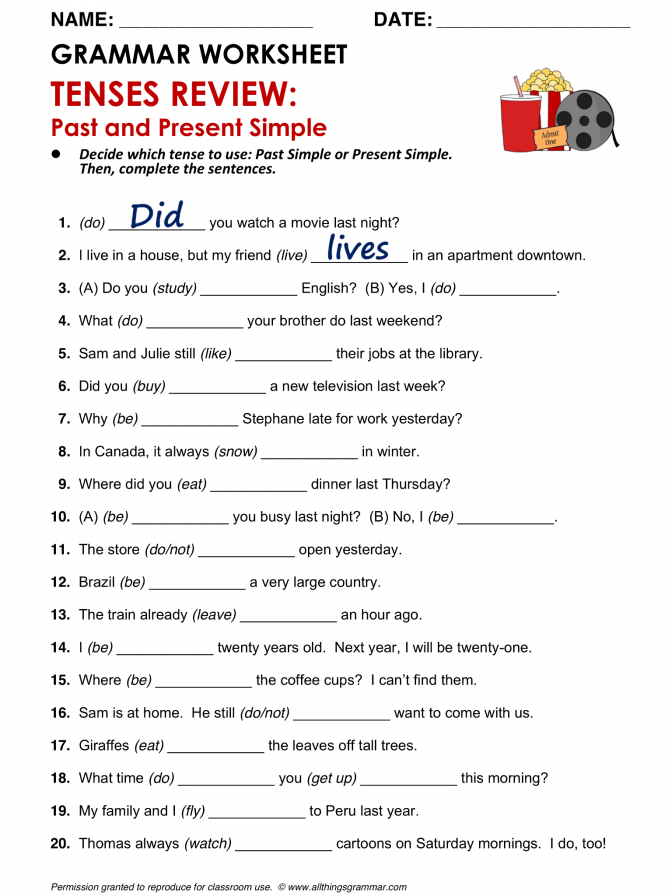 NAME: ____________________ DATE: ____________________
GRAMMAR WORKSHEET
TENSES REVIEW:
Past and Present Simple
● Decide which tense to use: Past Simple or Present Simple.
Then, complete the sentences.
Admit
One
1. (do) Did you watch a movie last night?
2. I live in a house, but my friend (live) lives in an apartment downtown.
3. (A) Do you (study) ____________ English? (B) Yes, I (do) ____________.
4. What (do) ____________ your brother do last weekend?
5. Sam and Julie still (like) ____________ their jobs at the library.
6. Did you (buy) ____________ a new television last week?
7. Why (be) ____________ Stephane late for work yesterday?
8. In Canada, it always (snow) ____________ in winter.
9. Where did you (eat) ____________ dinner last Thursday?
10. (A) (be) ____________ you busy last night? (B) No, I (be) ____________.
11. The store (do/not) ____________ open yesterday.
12. Brazil (be) ____________ a very large country.
13. The train already (leave) ____________ an hour ago.
14. I (be) ____________ twenty years old. Next year, I will be twenty-one.
15. Where (be) ____________ the coffee cups? I can't find them.
16. Sam is at home. He still (do/not) ____________ want to come with us.
17. Giraffes (eat) ____________ the leaves off tall trees.
18. What time (do) ____________ you (get up) ____________ this morning?
19. My family and I (fly) ____________ to Peru last year.
20. Thomas always (watch) ____________ cartoons on Saturday mornings. I do, too!
Permission granted to reproduce for classroom use. © www.allthingsgrammar.com